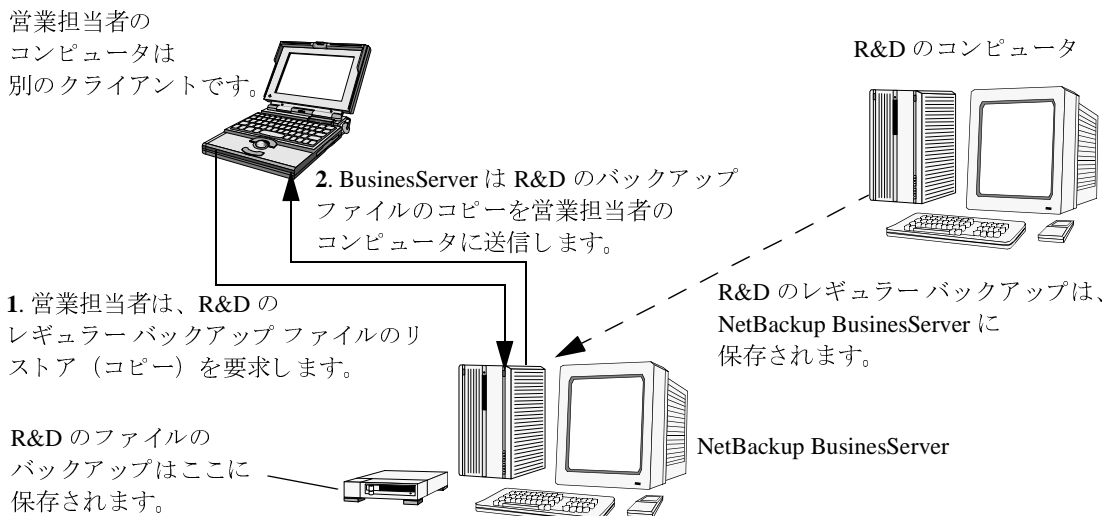 営業担当者の
コンピュータは
別のクライアントです。
R&D のコンピュータ
2. BusinesServer は R&D のバックアップ
ファイルのコピーを営業担当者の
コンピュータに送信します。
1. 営業担当者は、R&D の
レギュラー バックアップ ファイルのリ
ストア（コピー）を要求します。
R&D のレギュラー バックアップは、
NetBackup BusinesServer に
保存されます。
R&D のファイルの
バックアップはここに
保存されます。
NetBackup BusinesServer